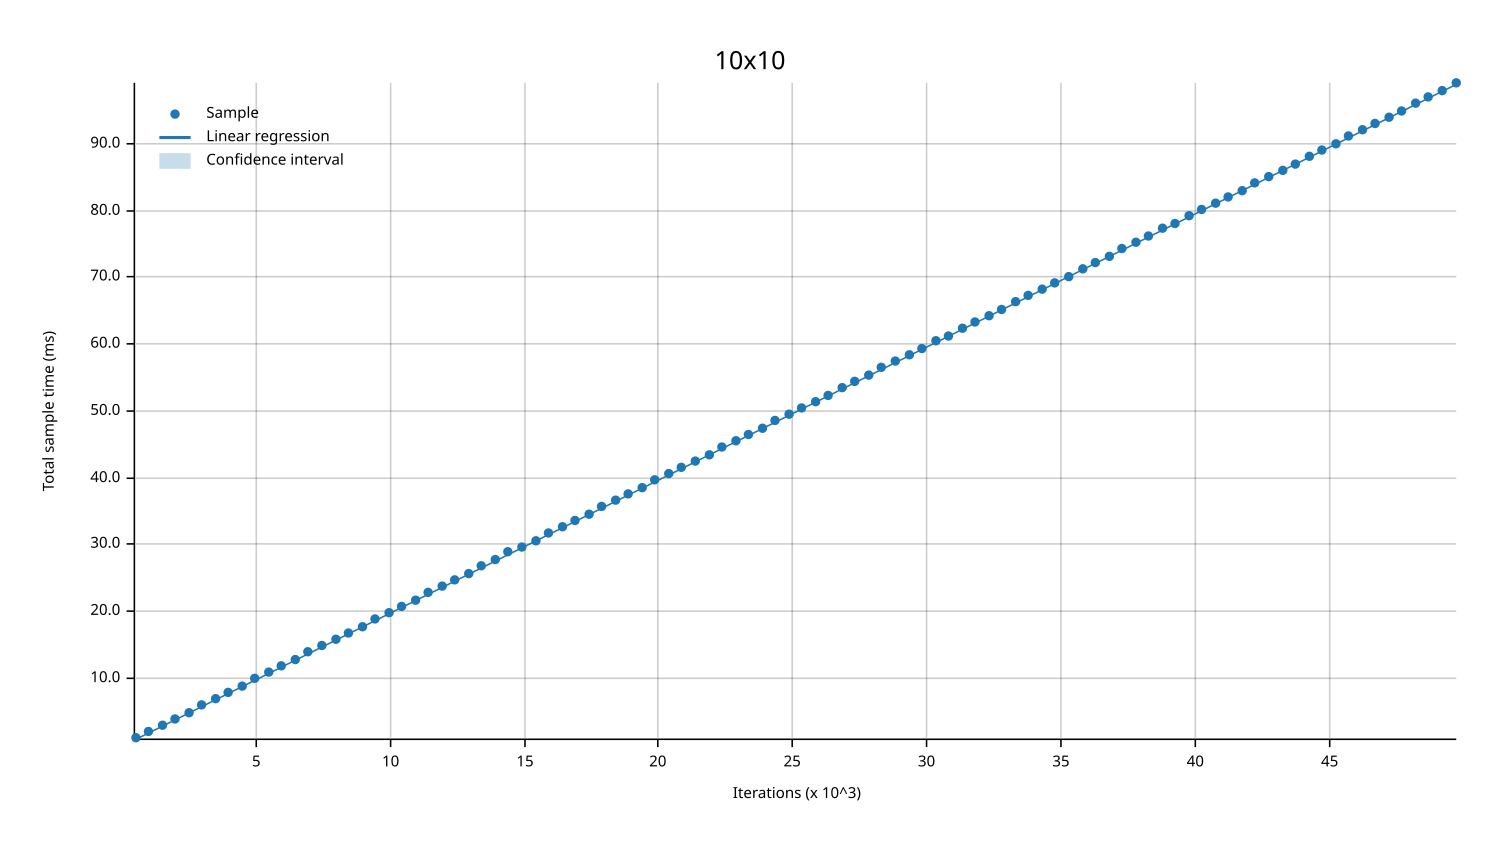 10x10
Sample
Linear regression
Confidence interval
90.0
80.0
70.0
60.0
50.0
40.0
30.0
20.0
10.0
Total sample time (ms)
5 10 15 20 25 30 35 40 45
Iterations (x 10^3)